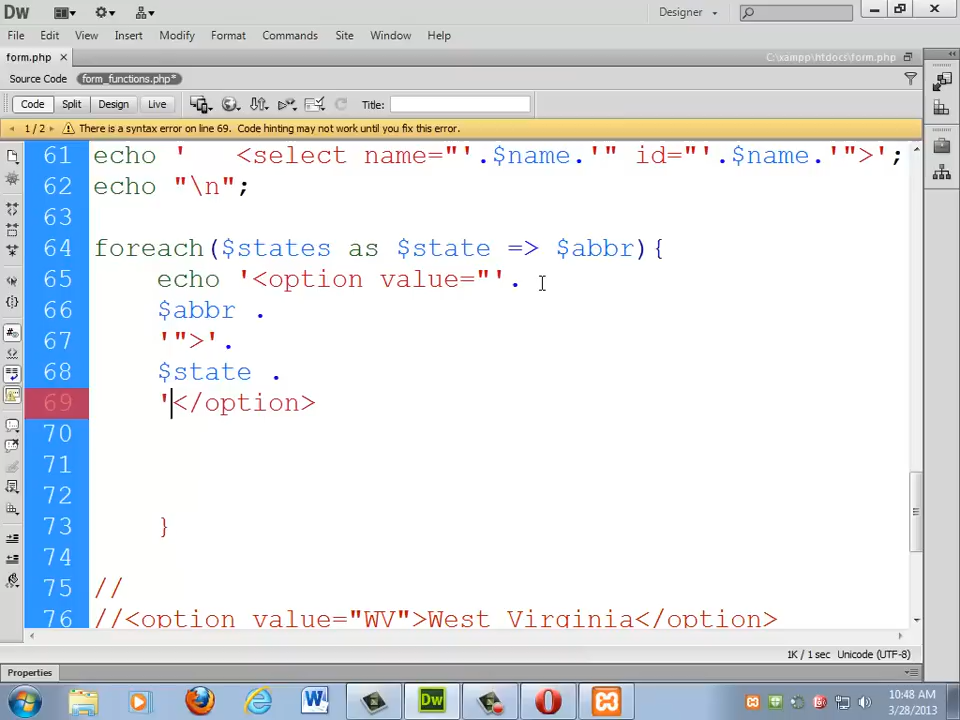 Dw
Designer
File Edit View Insert Modify Format Commands Site Window Help
form.php × C:\xampp\htdocs\form.php
Source Code form_functions.php*
Code Split Design Live Title:
1 / 2 There is a syntax error on line 69. Code hinting may not work until you fix this error.
61 echo '   <select name="'.$name.'" id="'.$name.'">';
62 echo "\n";
63
64 foreach($states as $state => $abbr){
65     echo '<option value="'.
66     $abbr .
67     '">'.
68     $state .
69     '</option>
70
71
72
73     }
74
75 //
76 //<option value="WV">West Virginia</option>
1K / 1 sec Unicode (UTF-8)
Properties
W Dw
10:48 AM
3/28/2013